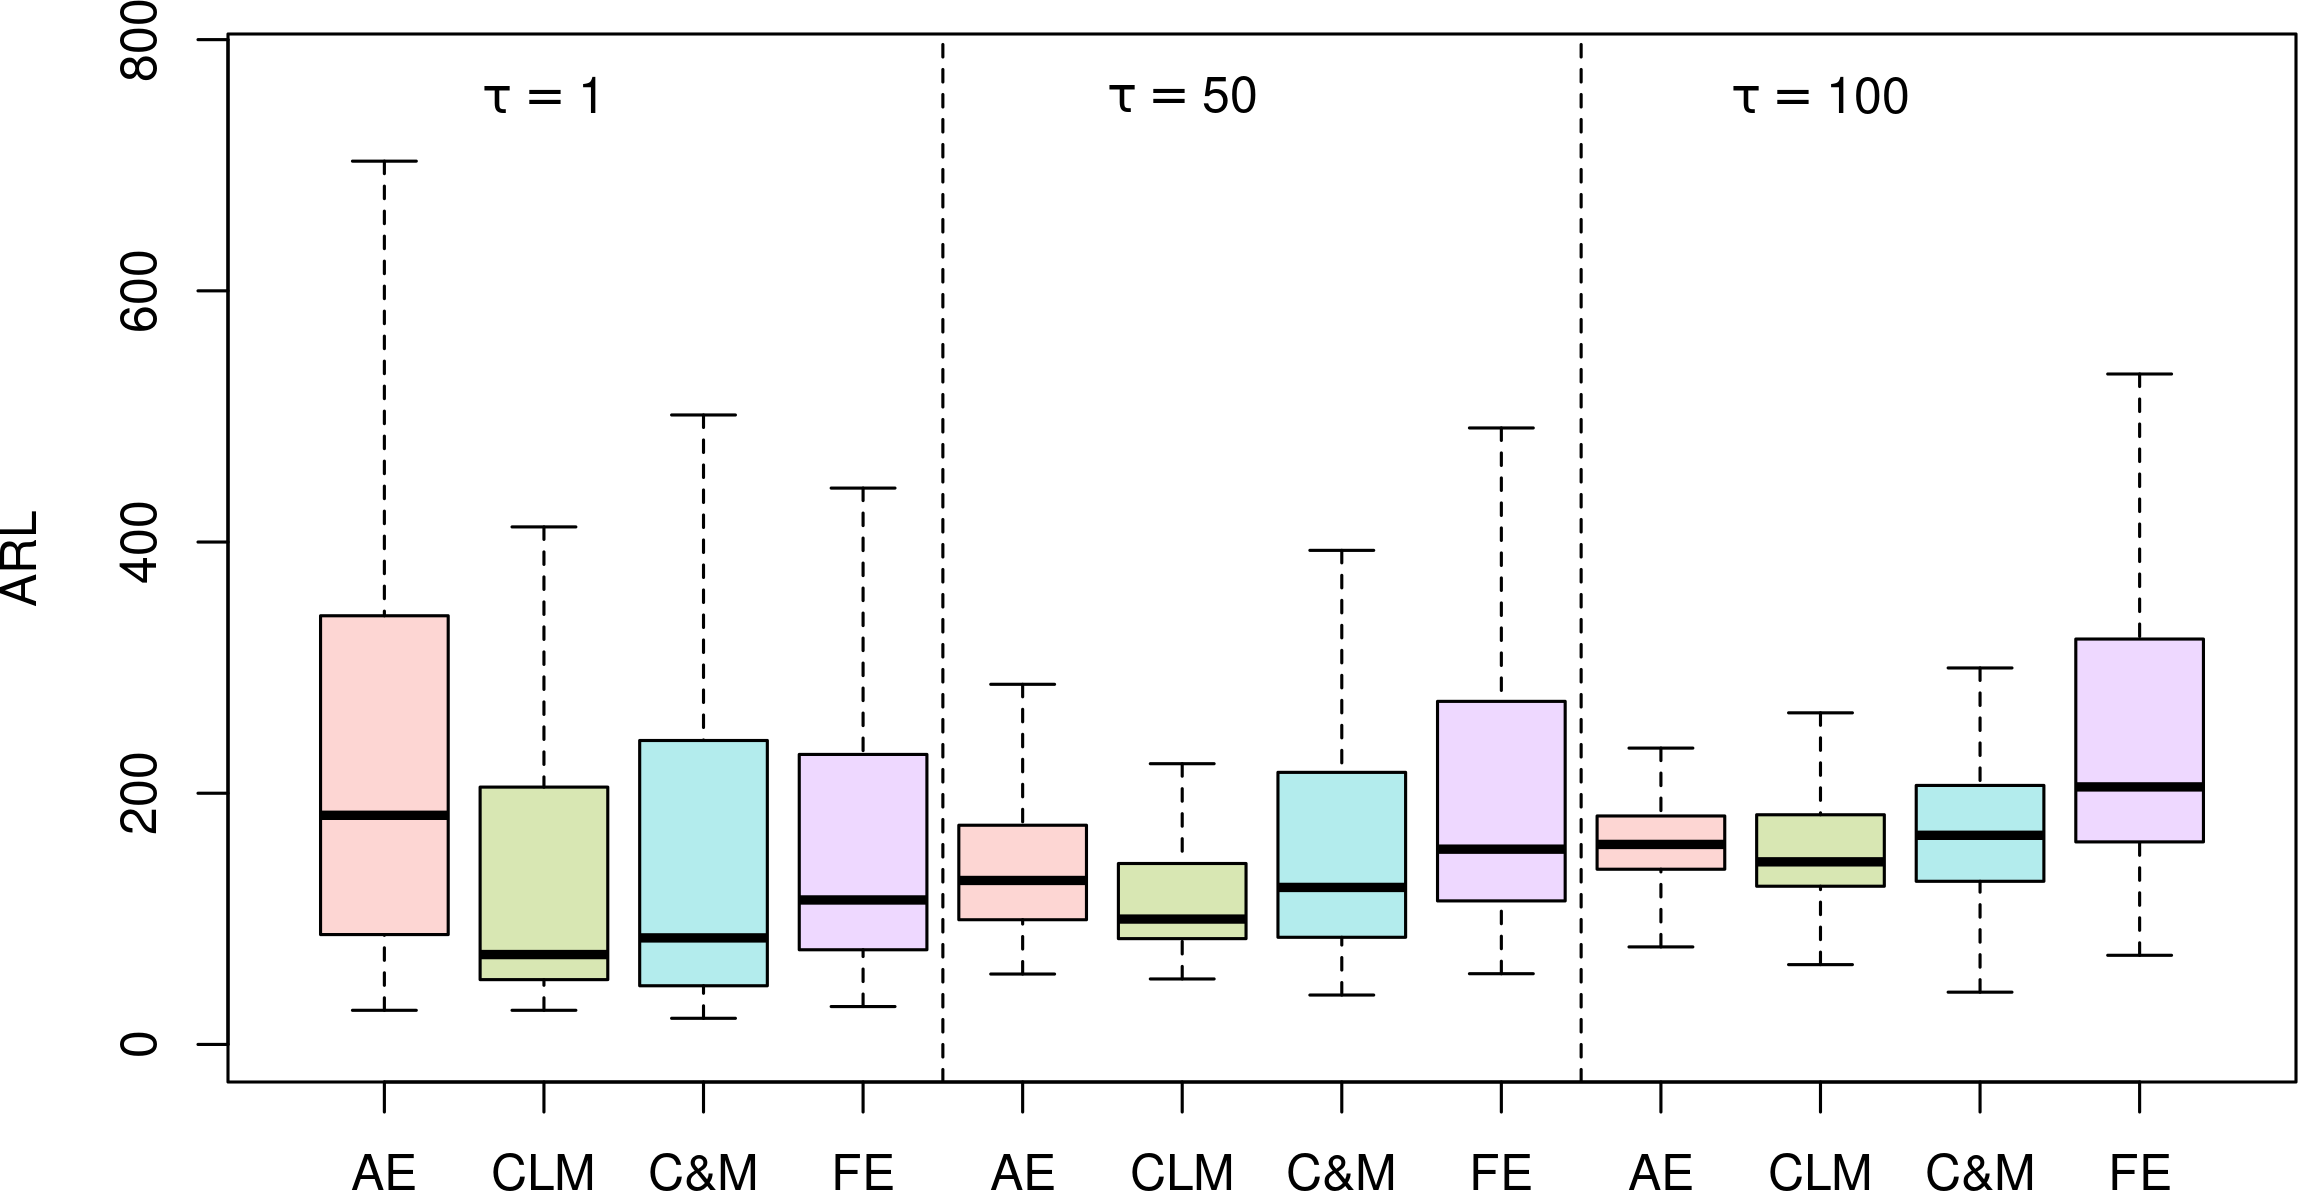 τ = 1
τ = 50
τ = 100
ARL
800
600
400
200
0
AE CLM C&M FE AE CLM C&M FE AE CLM C&M FE